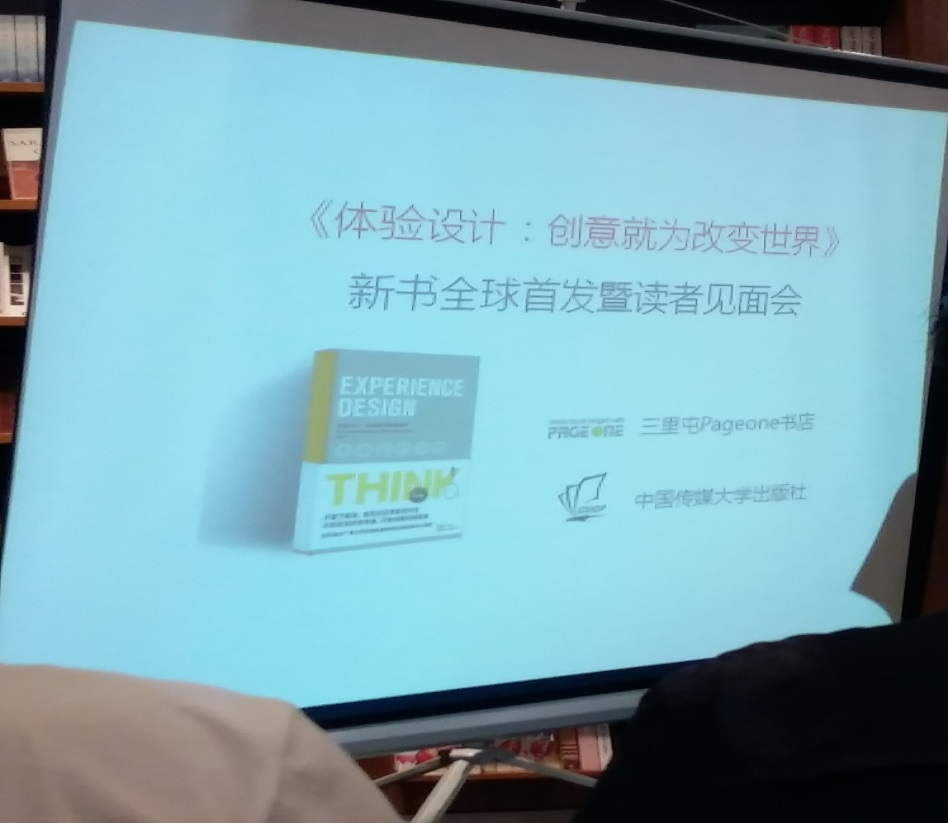 《体验设计：创意就为改变世界》
新书全球首发暨读者见面会
EXPERIENCE
DESIGN
THINK
PAGE ONE
三里屯Pageone书店
中国传媒大学出版社